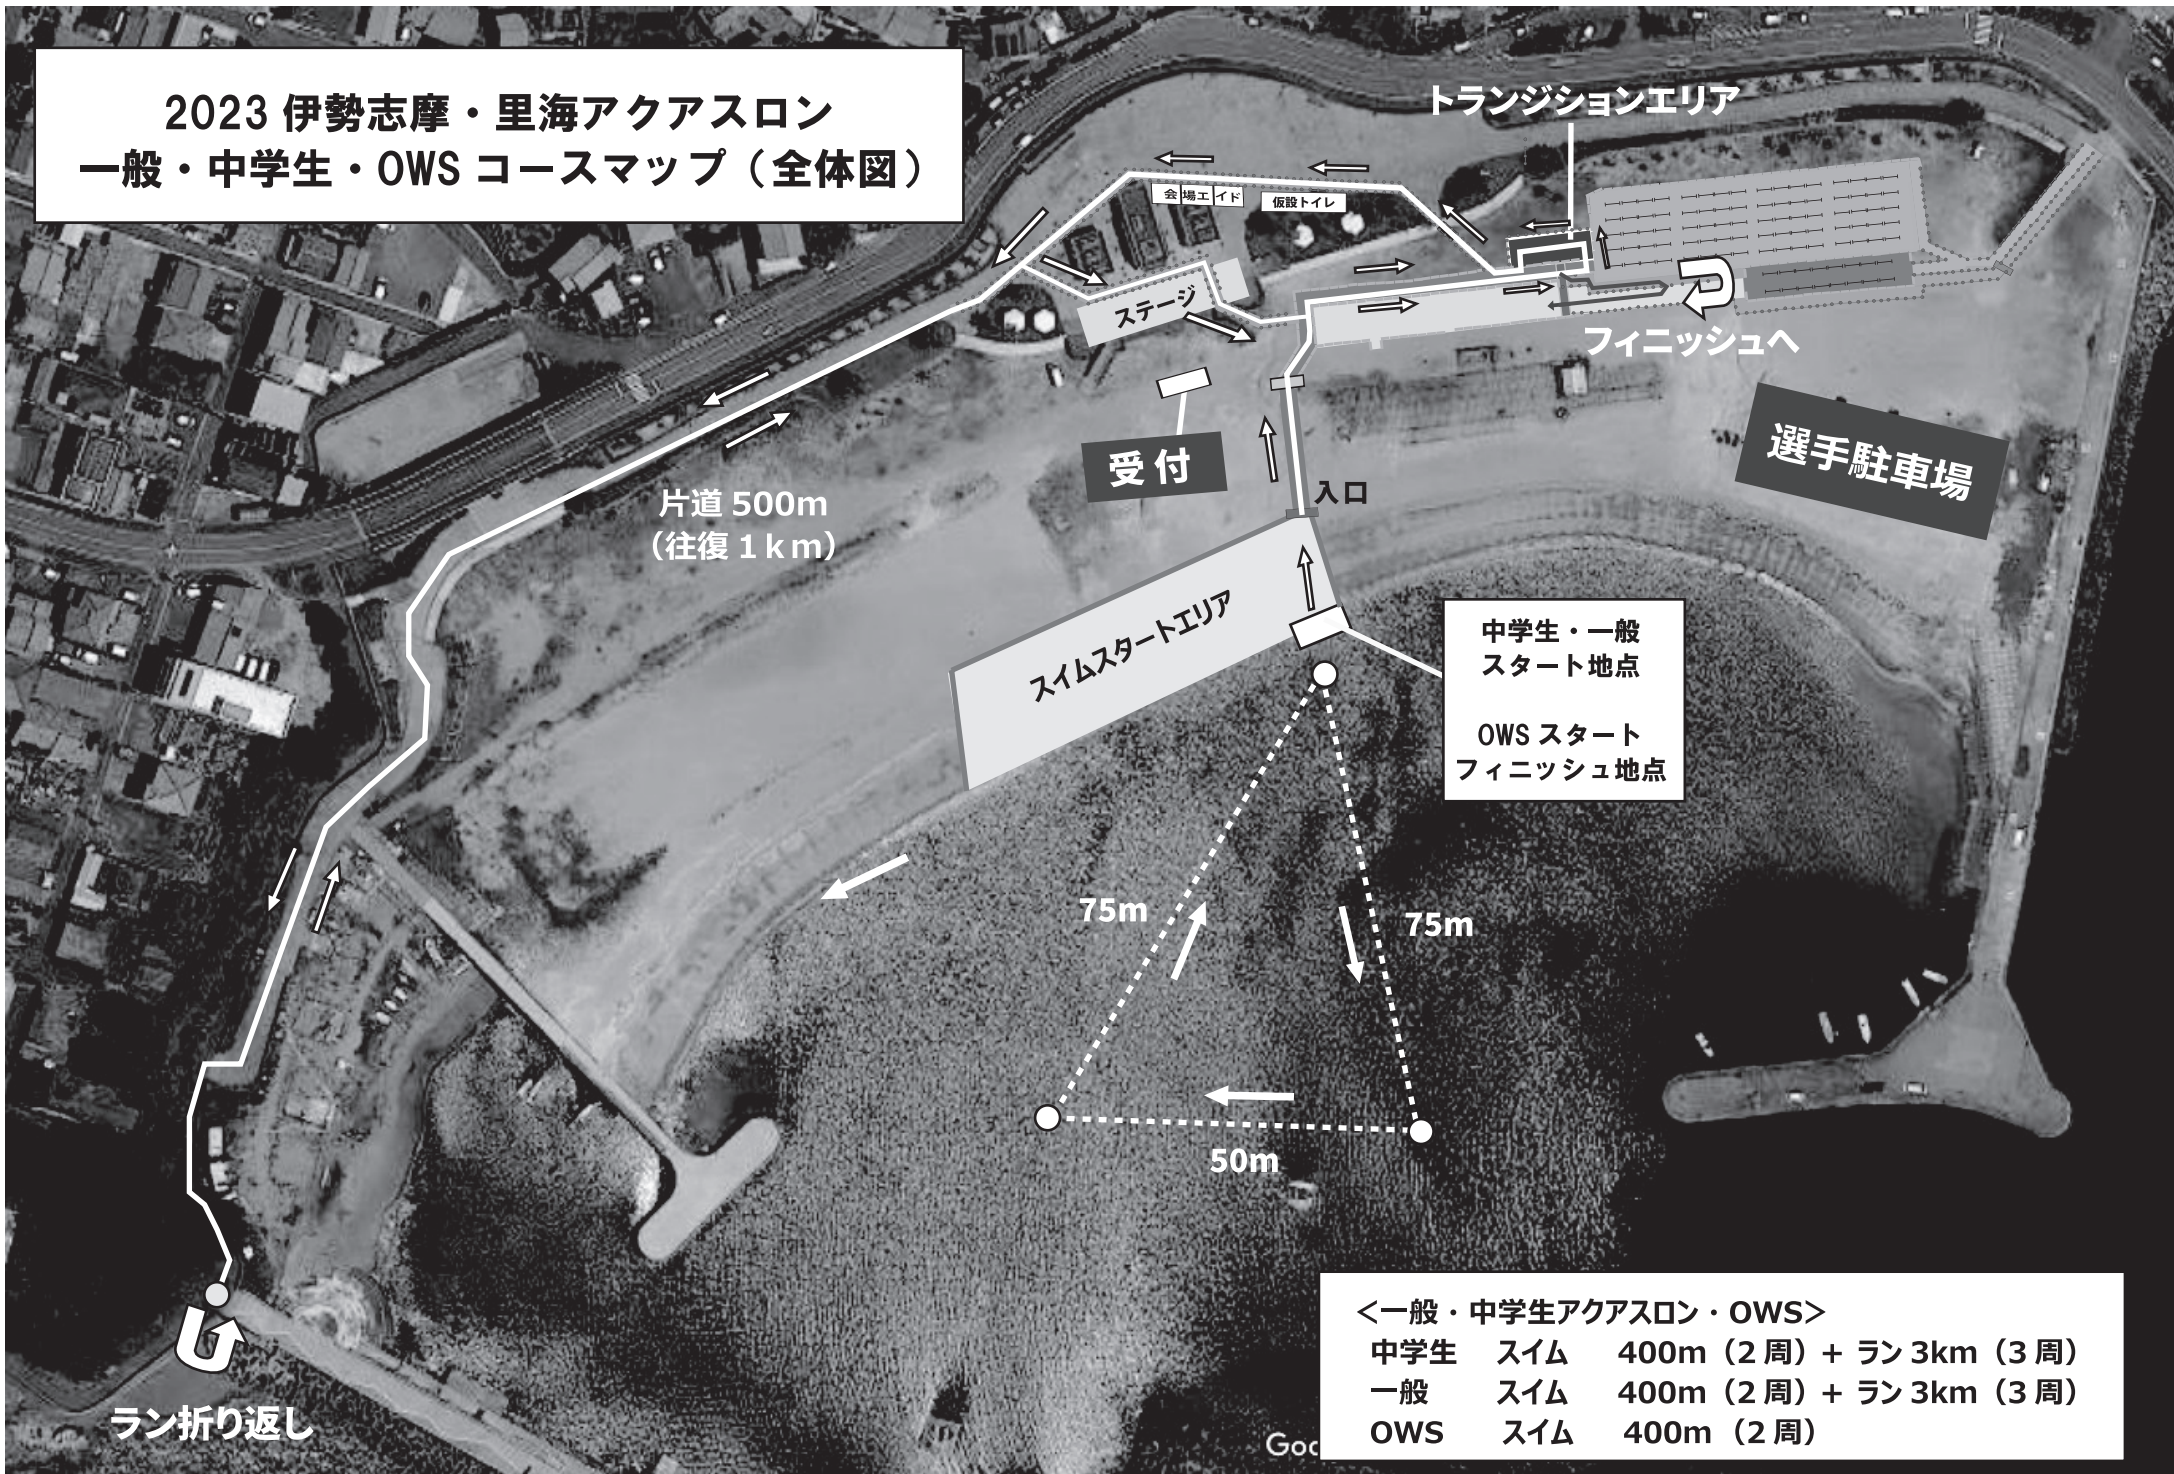 2023 伊勢志摩・里海アクアスロン
一般・中学生・OWS コースマップ（全体図）
トランジションエリア
会場エイド
仮設トイレ
ステージ
フィニッシュへ
選手駐車場
受付
入口
片道 500m
（往復 1 km）
スイムスタートエリア
中学生・一般
スタート地点
OWS スタート
フィニッシュ地点
75m
75m
50m
ラン折り返し
＜一般・中学生アクアスロン・OWS＞
中学生 スイム 400m（2 周）+ ラン 3km（3 周）
一般 スイム 400m（2 周）+ ラン 3km（3 周）
OWS スイム 400m（2 周）